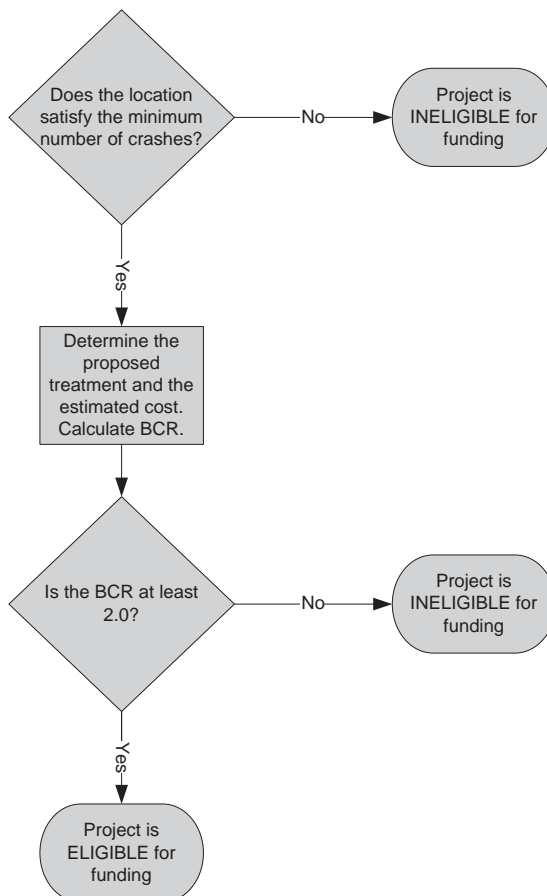 Does the location
satisfy the minimum
number of crashes?
No
Project is
INELIGIBLE for
funding
Yes
Determine the
proposed
treatment and the
estimated cost.
Calculate BCR.
Is the BCR at least
2.0?
No
Project is
INELIGIBLE for
funding
Yes
Project is
ELIGIBLE for
funding